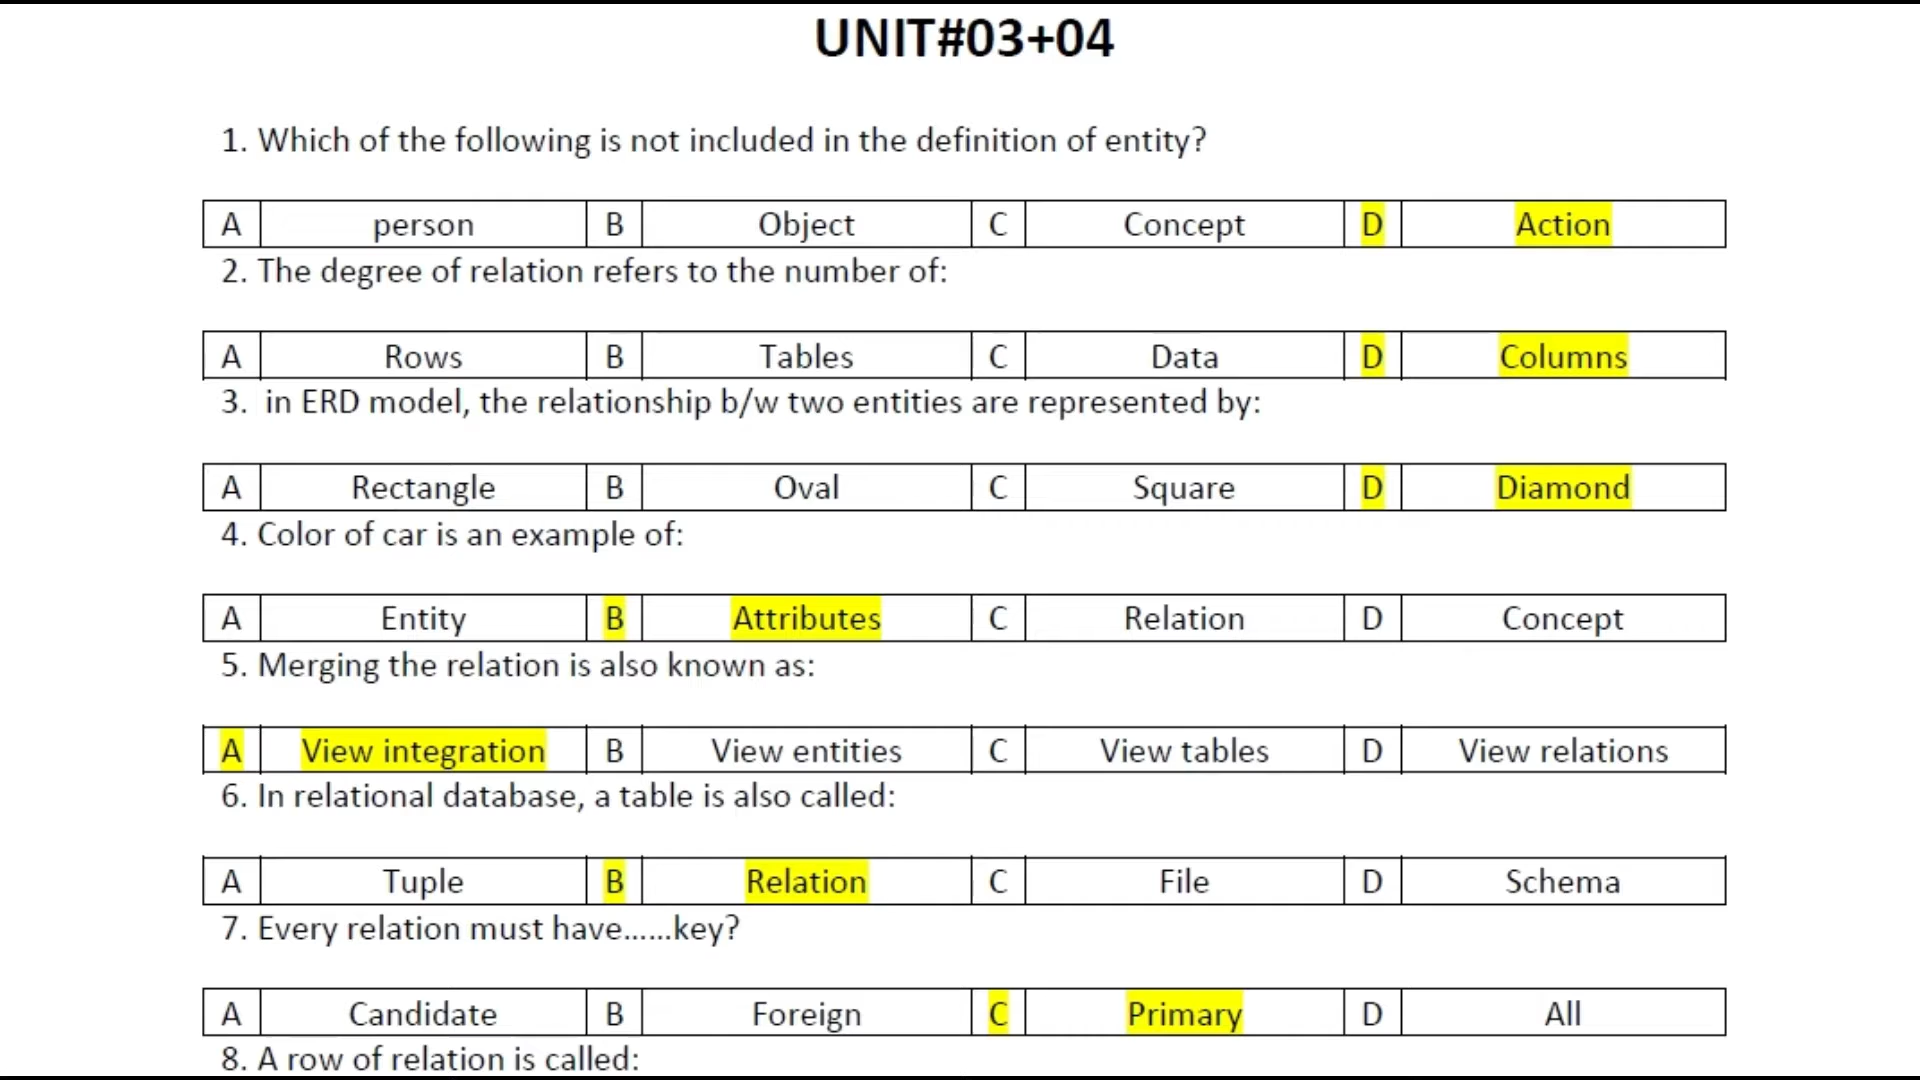 UNIT#03+04
1. Which of the following is not included in the definition of entity?
A person B Object C Concept D Action
2. The degree of relation refers to the number of:
A Rows B Tables C Data D Columns
3. in ERD model, the relationship b/w two entities are represented by:
A Rectangle B Oval C Square D Diamond
4. Color of car is an example of:
A Entity B Attributes C Relation D Concept
5. Merging the relation is also known as:
A View integration B View entities C View tables D View relations
6. In relational database, a table is also called:
A Tuple B Relation C File D Schema
7. Every relation must have......key?
A Candidate B Foreign C Primary D All
8. A row of relation is called: